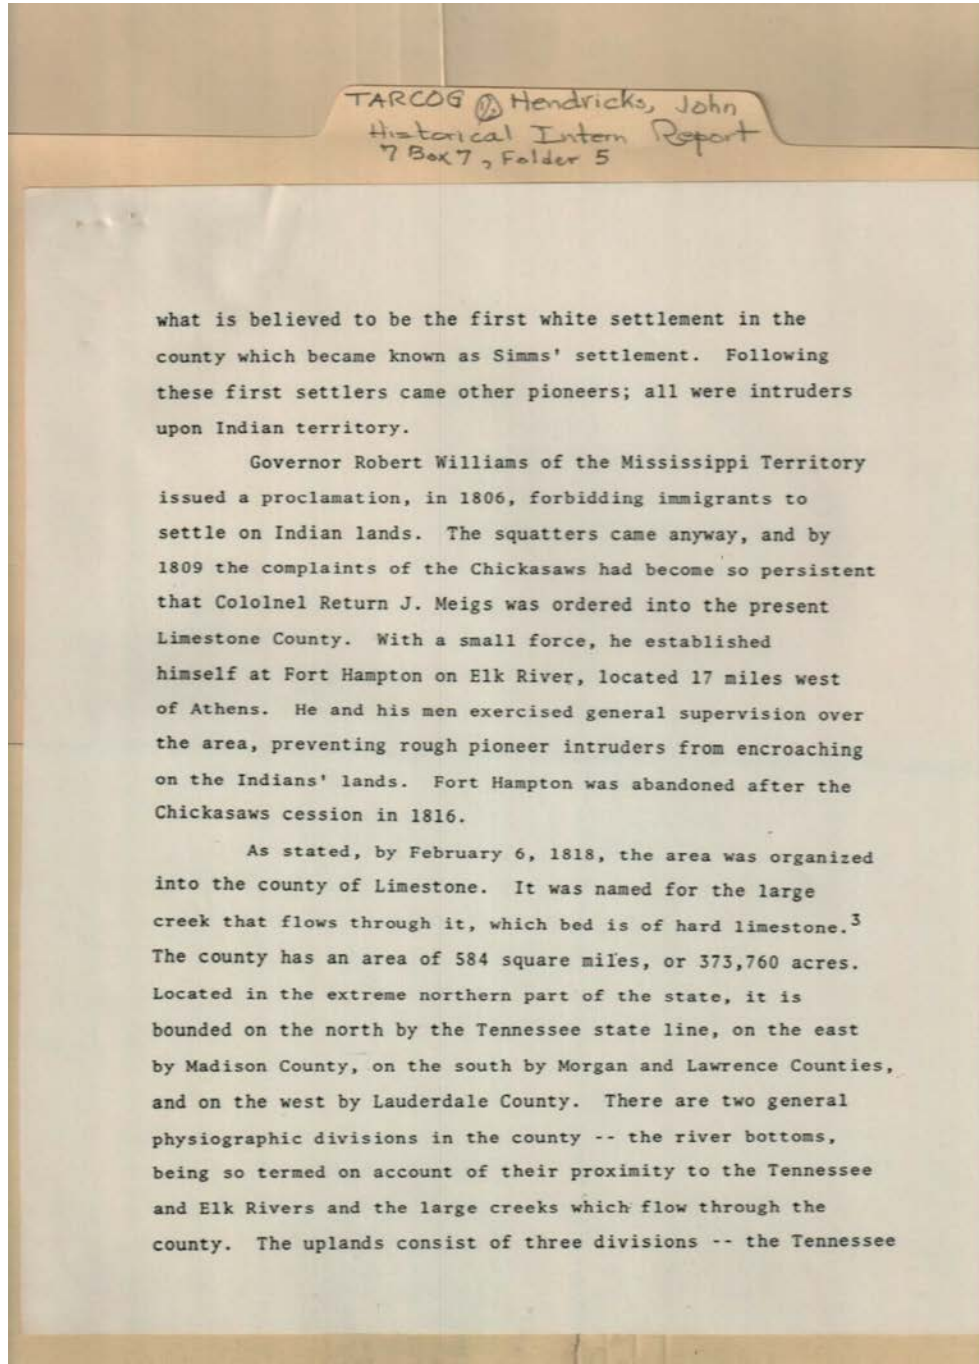 TARCOG Hendricks, John
Historical Intern Report
7 Box 7, Folder 5
what is believed to be the first white settlement in the
county which became known as Simms' settlement. Following
these first settlers came other pioneers; all were intruders
upon Indian territory.
Governor Robert Williams of the Mississippi Territory
issued a proclamation, in 1806, forbidding immigrants to
settle on Indian lands. The squatters came anyway, and by
1809 the complaints of the Chickasaws had become so persistent
that Cololnel Return J. Meigs was ordered into the present
Limestone County. With a small force, he established
himself at Fort Hampton on Elk River, located 17 miles west
of Athens. He and his men exercised general supervision over
the area, preventing rough pioneer intruders from encroaching
on the Indians' lands. Fort Hampton was abandoned after the
Chickasaws cession in 1816.
As stated, by February 6, 1818, the area was organized
into the county of Limestone. It was named for the large
creek that flows through it, which bed is of hard limestone.3
The county has an area of 584 square miles, or 373,760 acres.
Located in the extreme northern part of the state, it is
bounded on the north by the Tennessee state line, on the east
by Madison County, on the south by Morgan and Lawrence Counties,
and on the west by Lauderdale County. There are two general
physiographic divisions in the county -- the river bottoms,
being so termed on account of their proximity to the Tennessee
and Elk Rivers and the large creeks which flow through the
county. The uplands consist of three divisions -- the Tennessee